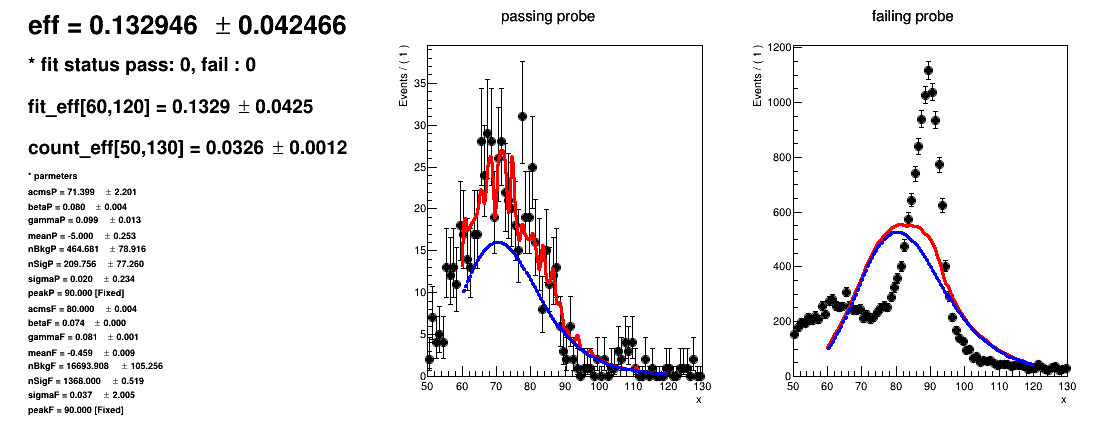 eff = 0.132946 ± 0.042466
* fit status pass: 0, fail : 0
fit_eff[60,120] = 0.1329 ± 0.0425
count_eff[50,130] = 0.0326 ± 0.0012
* parmeters
acmsP = 71.399 ± 2.201
betaP = 0.080 ± 0.004
gammaP = 0.099 ± 0.013
meanP = -5.000 ± 0.253
nBkgP = 464.681 ± 78.916
nSigP = 209.756 ± 77.260
sigmaP = 0.020 ± 0.234
peakP = 90.000 [Fixed]
acmsF = 80.000 ± 0.004
betaF = 0.074 ± 0.000
gammaF = 0.081 ± 0.001
meanF = -0.459 ± 0.009
nBkgF = 16693.908 ± 105.256
nSigF = 1368.000 ± 0.519
sigmaF = 0.037 ± 2.005
peakF = 90.000 [Fixed]
passing probe
Events / ( 1 )
35
30
25
20
15
10
5
0
50 60 70 80 90 100 110 120 130
x
failing probe
Events / ( 1 )
1200
1000
800
600
400
200
0
50 60 70 80 90 100 110 120 130
x